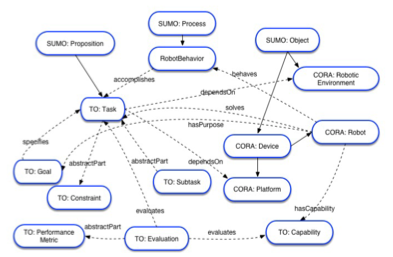 SUMO: Process
SUMO: Proposition
SUMO: Object
RobotBehavior
CORA: Robotic
Environment
accomplishes
behaves
dependsOn
TO: Task
solves
hasPurpose
CORA: Robot
specifies
CORA: Device
abstractPart
abstractPart
dependsOn
TO: Goal
TO: Subtask
CORA: Platform
TO: Constraint
hasCapability
evaluates
abstractPart
TO: Performance
Metric
TO: Evaluation
evaluates
TO: Capability